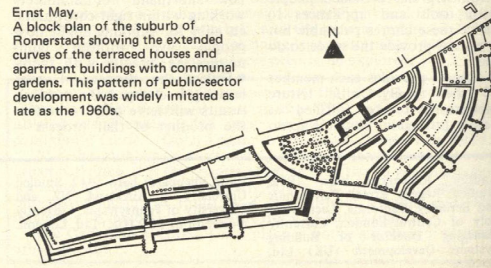 Ernst May.
A block plan of the suburb of
Romerstadt showing the extended
curves of the terraced houses and
apartment buildings with communal
gardens. This pattern of public-sector
development was widely imitated as
late as the 1960s.
N